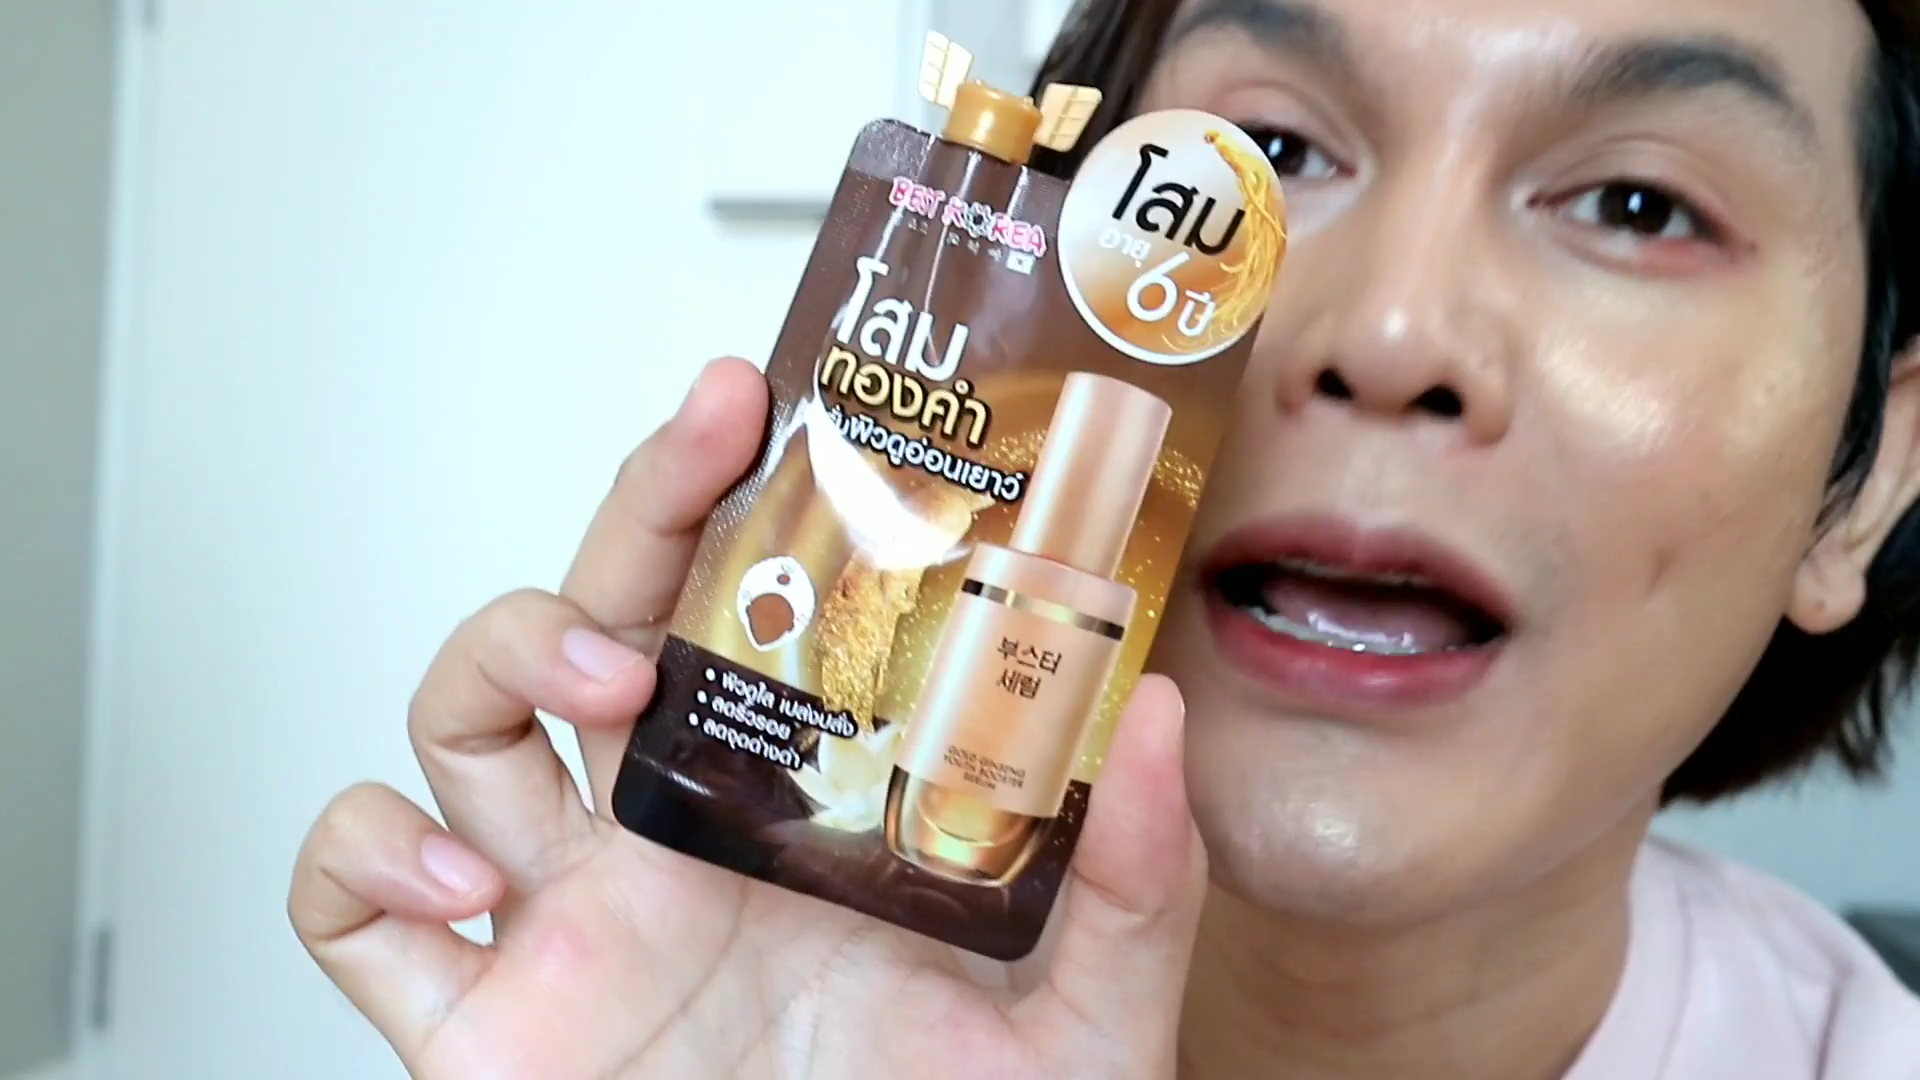 BEST KOREA
โสม
อายุ
6 ปี
โสม
ทองคำ
ผิวดูอ่อนเยาว์
• ผิวดูใส เปล่งปลั่ง
• ลดริ้วรอย
• ลดจุดด่างดำ
부스터
세럼
GOLD GINSENG
YOUTH BOOSTER
SERUM